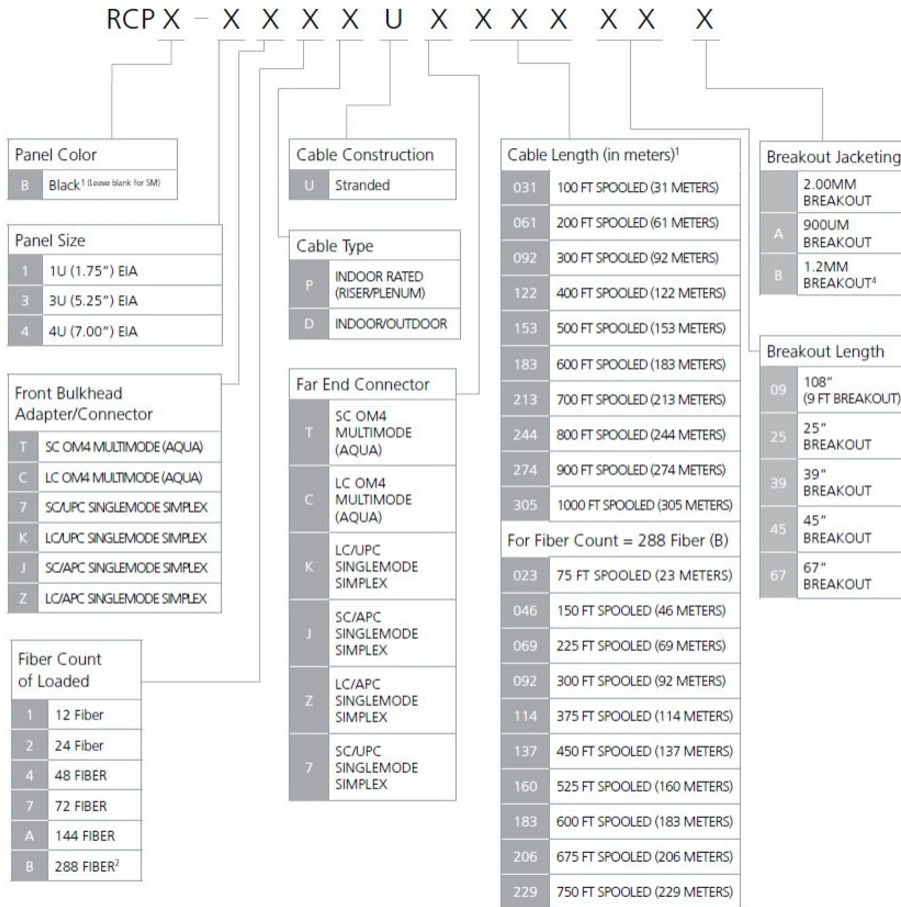 RCP X – X X X X U X X X X X X X
Panel Color
B Black¹ (Leave blank for SM)
Panel Size
1 1U (1.75”) EIA
3 3U (5.25”) EIA
4 4U (7.00”) EIA
Front Bulkhead
Adapter/Connector
T SC OM4 MULTIMODE (AQUA)
C LC OM4 MULTIMODE (AQUA)
7 SC/UPC SINGLEMODE SIMPLEX
K LC/UPC SINGLEMODE SIMPLEX
J SC/APC SINGLEMODE SIMPLEX
Z LC/APC SINGLEMODE SIMPLEX
Fiber Count
of Loaded
1 12 Fiber
2 24 Fiber
4 48 FIBER
7 72 FIBER
A 144 FIBER
B 288 FIBER²
Cable Construction
U Stranded
Cable Type
P INDOOR RATED
(RISER/PLENUM)
D INDOOR/OUTDOOR
Far End Connector
T SC OM4
MULTIMODE
(AQUA)
C LC OM4
MULTIMODE
(AQUA)
K LC/UPC
SINGLEMODE
SIMPLEX
J SC/APC
SINGLEMODE
SIMPLEX
Z LC/APC
SINGLEMODE
SIMPLEX
7 SC/UPC
SINGLEMODE
SIMPLEX
Cable Length (in meters)¹
031 100 FT SPOOLED (31 METERS)
061 200 FT SPOOLED (61 METERS)
092 300 FT SPOOLED (92 METERS)
122 400 FT SPOOLED (122 METERS)
153 500 FT SPOOLED (153 METERS)
183 600 FT SPOOLED (183 METERS)
213 700 FT SPOOLED (213 METERS)
244 800 FT SPOOLED (244 METERS)
274 900 FT SPOOLED (274 METERS)
305 1000 FT SPOOLED (305 METERS)
For Fiber Count = 288 Fiber (B)
023 75 FT SPOOLED (23 METERS)
046 150 FT SPOOLED (46 METERS)
069 225 FT SPOOLED (69 METERS)
092 300 FT SPOOLED (92 METERS)
114 375 FT SPOOLED (114 METERS)
137 450 FT SPOOLED (137 METERS)
160 525 FT SPOOLED (160 METERS)
183 600 FT SPOOLED (183 METERS)
206 675 FT SPOOLED (206 METERS)
229 750 FT SPOOLED (229 METERS)
Breakout Jacketing
2.00MM
BREAKOUT
A 900UM
BREAKOUT
B 1.2MM
BREAKOUT⁴
Breakout Length
09 108”
(9 FT BREAKOUT)
25 25”
BREAKOUT
39 39”
BREAKOUT
45 45”
BREAKOUT
67 67”
BREAKOUT